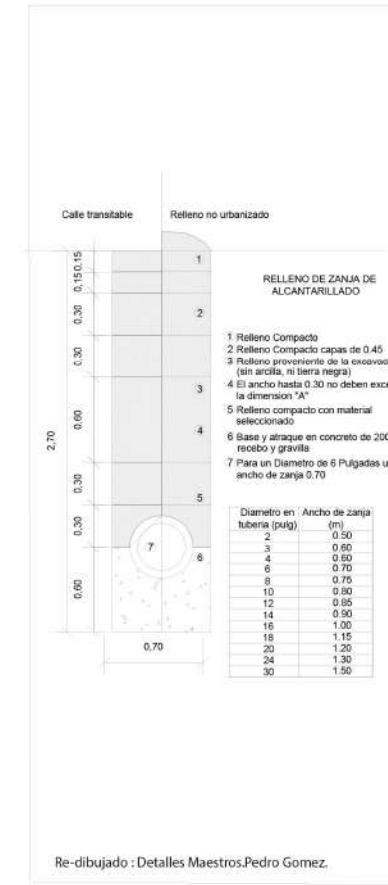 Calle transitable Relleno no urbanizado
0,15
0,15
0,30
0,30
0,60
0,30
0,30
0,60
2,70
0,70
1
2
3
4
5
7
6
RELLENO DE ZANJA DE
ALCANTARILLADO
1 Relleno Compacto
2 Relleno Compacto capas de 0.45
3 Relleno proveniente de la excavac
(sin arcilla, ni tierra negra)
4 El ancho hasta 0.30 no deben exce
la dimension "A"
5 Relleno compacto con material
seleccionado
6 Base y atraque en concreto de 200
recebo y gravilla
7 Para un Diametro de 6 Pulgadas u
ancho de zanja 0.70
Diametro en Ancho de zanja
tuberia (pulg) (m)
2 0.50
3 0.60
4 0.60
6 0.70
8 0.75
10 0.80
12 0.85
14 0.90
16 1.00
18 1.15
20 1.20
24 1.30
30 1.50
Re-dibujado : Detalles Maestros.Pedro Gomez.